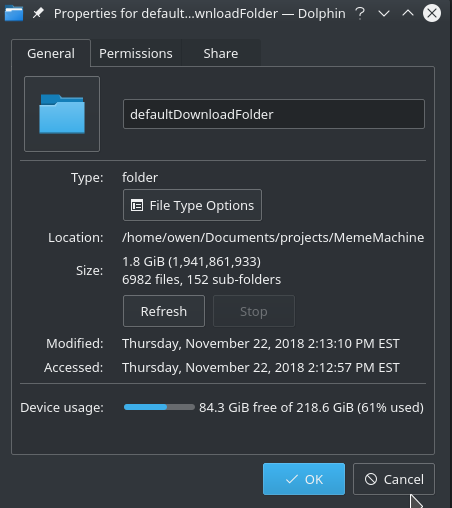 Properties for default...wnloadFolder — Dolphin ?
General Permissions Share
defaultDownloadFolder
Type: folder
File Type Options
Location: /home/owen/Documents/projects/MemeMachine
Size: 1.8 GiB (1,941,861,933)
6982 files, 152 sub-folders
Refresh Stop
Modified: Thursday, November 22, 2018 2:13:10 PM EST
Accessed: Thursday, November 22, 2018 2:12:57 PM EST
Device usage: 84.3 GiB free of 218.6 GiB (61% used)
OK Cancel